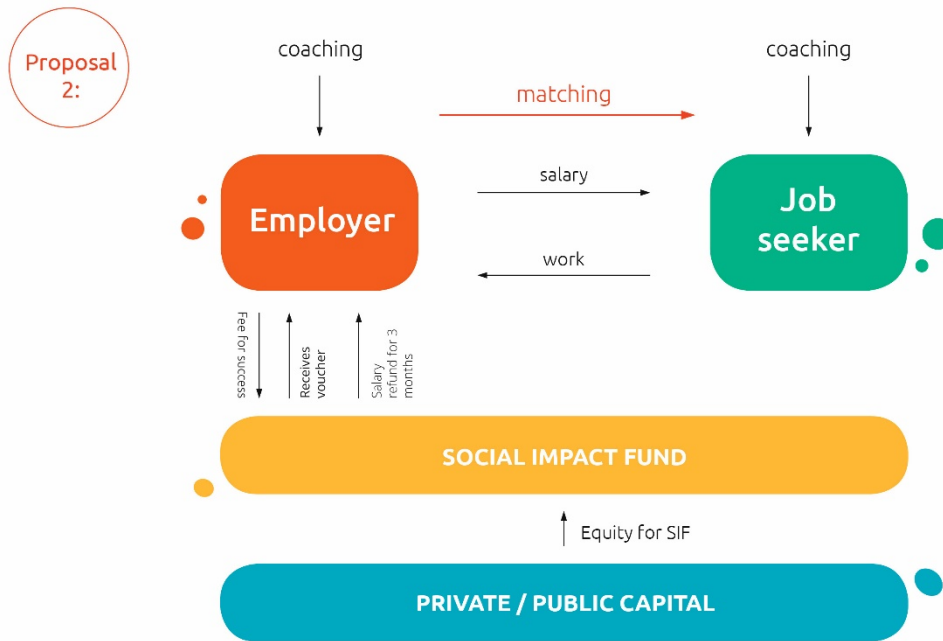 Proposal
2:
coaching
coaching
matching
Employer
salary
Job
seeker
work
Fee for success
Receives
voucher
Salary
refund for 3
months
SOCIAL IMPACT FUND
Equity for SIF
PRIVATE / PUBLIC CAPITAL